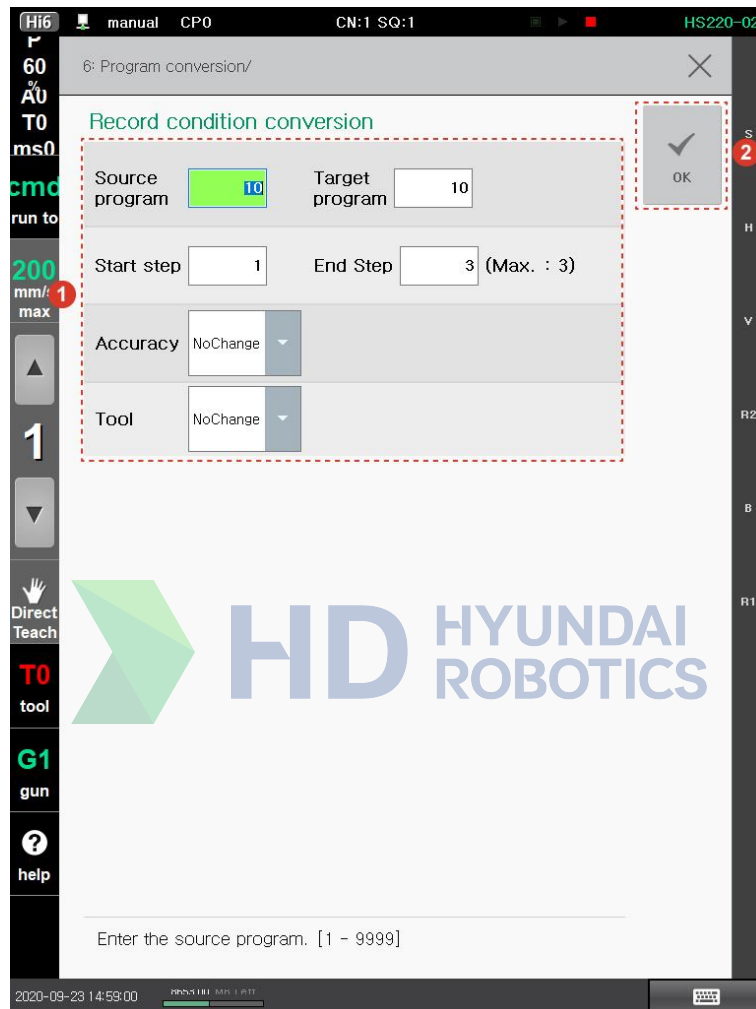 Hi6 manual CP0 CN:1 SQ:1 HS220-02
P
60
%
A0
T0
ms0
cmd
run to
200
mm/s
max
1
Direct
Teach
T0
tool
G1
gun
?
help
6: Program conversion/
Record condition conversion
Source program 10 Target program 10
Start step 1 End Step 3 (Max. : 3)
Accuracy NoChange
Tool NoChange
1
OK
2
HD HYUNDAI
ROBOTICS
Enter the source program. [1 - 9999]
S
H
V
R2
B
R1
2020-09-23 14:59:00